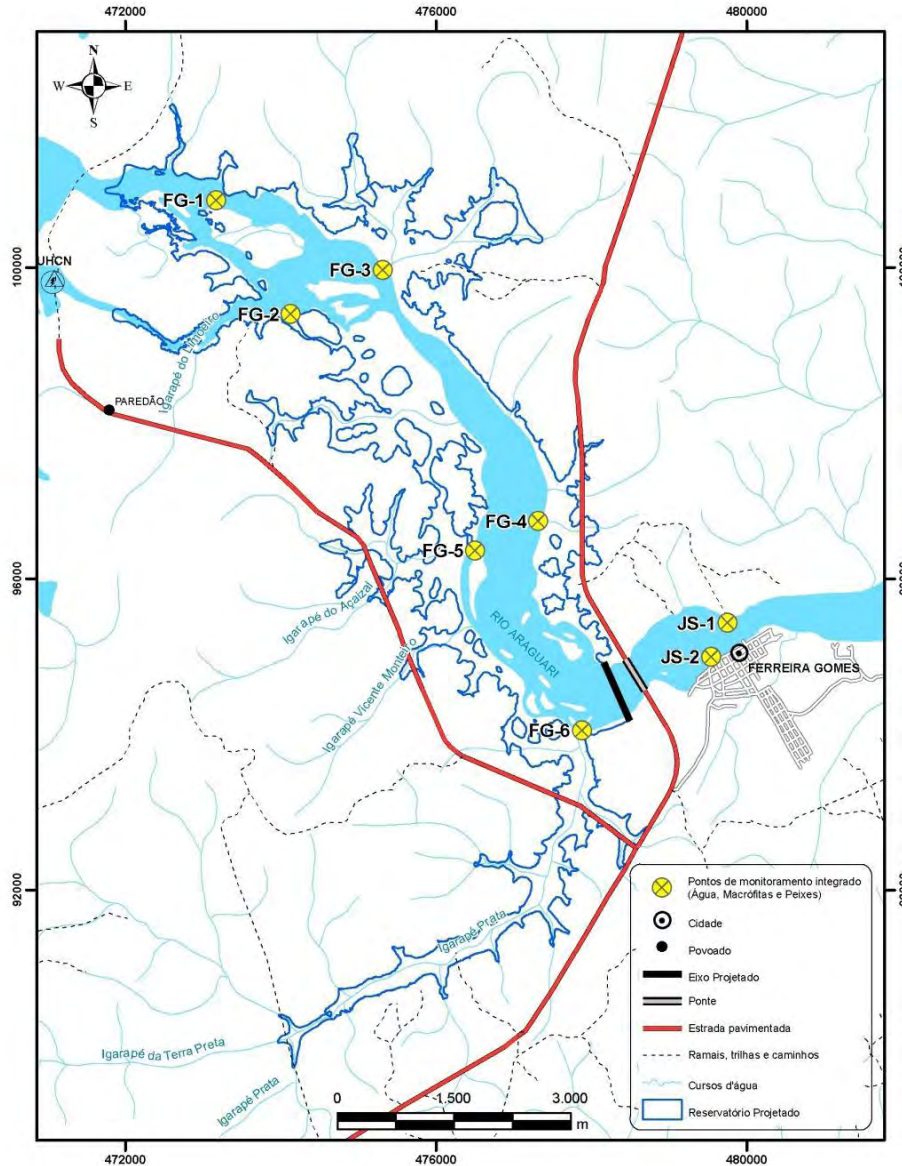 472000
476000
480000
N
W
E
S
FG-1
100000
UHCN
FG-3
FG-2
Igarapé do Limoeiro
PAREDÃO
FG-4
FG-5
96000
Igarapé do Açaizal
RIO ARAGUARI
JS-1
JS-2
FERREIRA GOMES
Igarapé Vicente Monteiro
FG-6
92000
Igarapé Prata
Igarapé da Terra Preta
Igarapé Prata
Pontos de monitoramento integrado
(Água, Macrófitas e Peixes)
Cidade
Povoado
Eixo Projetado
Ponte
Estrada pavimentada
Ramais, trilhas e caminhos
Cursos d'água
Reservatório Projetado
0
1.500
3.000
m
472000
476000
480000